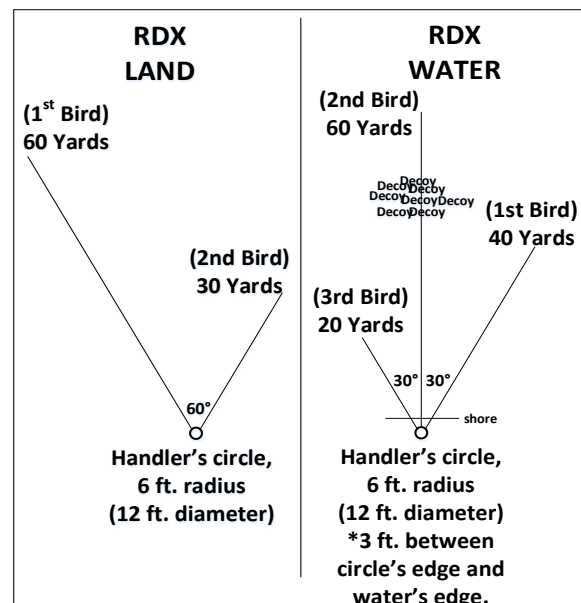 RDX
LAND
(1st Bird)
60 Yards
(2nd Bird)
30 Yards
60°
Handler's circle,
6 ft. radius
(12 ft. diameter)
RDX
WATER
(2nd Bird)
60 Yards
Decoy
Decoy
Decoy
Decoy
Decoy
Decoy
Decoy
Decoy
(1st Bird)
40 Yards
(3rd Bird)
20 Yards
30°
30°
shore
Handler's circle,
6 ft. radius
(12 ft. diameter)
*3 ft. between
circle's edge and
water's edge.